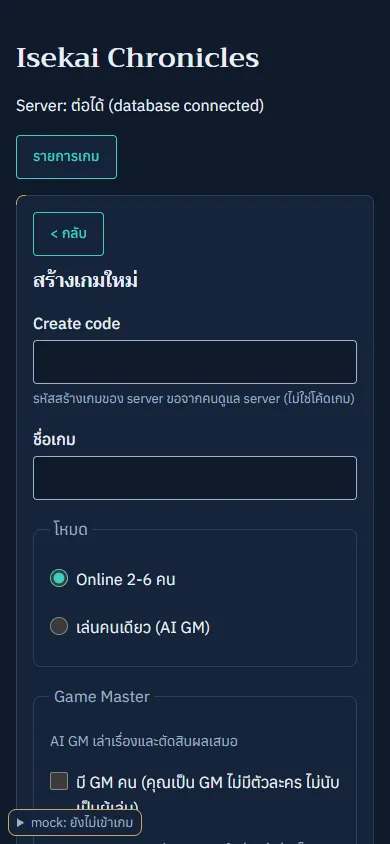 Isekai Chronicles
Server: ต่อได้ (database connected)
รายการเกม
< กลับ
สร้างเกมใหม่
Create code
รหัสสร้างเกมของ server ขอจากคนดูแล server (ไม่ใช่โค้ดเกม)
ชื่อเกม
โหมด
Online 2-6 คน
เล่นคนเดียว (AI GM)
Game Master
AI GM เล่าเรื่องและตัดสินผลเสมอ
มี GM คน (คุณเป็น GM ไม่มีตัวละคร ไม่นับ
เป็นผู้เล่น)
▶ mock: ยังไม่เข้าเกม